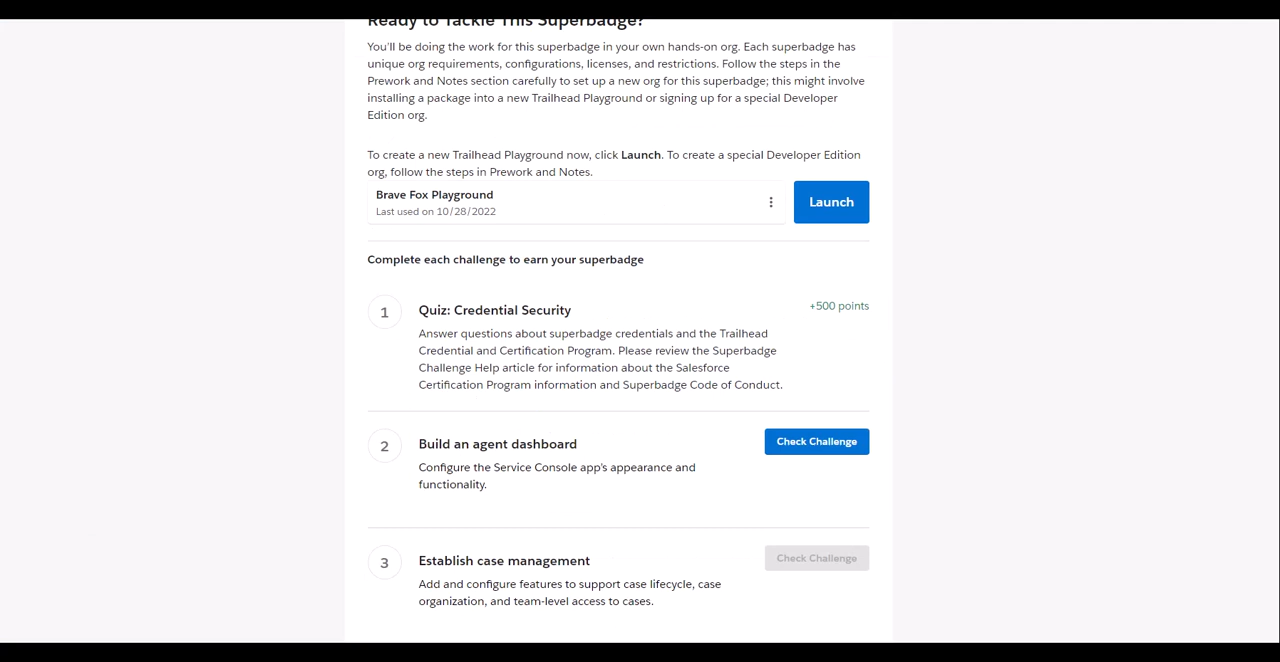 Ready to Tackle This Superbadge?
You'll be doing the work for this superbadge in your own hands-on org. Each superbadge has
unique org requirements, configurations, licenses, and restrictions. Follow the steps in the
Prework and Notes section carefully to set up a new org for this superbadge; this might involve
installing a package into a new Trailhead Playground or signing up for a special Developer
Edition org.
To create a new Trailhead Playground now, click Launch. To create a special Developer Edition
org, follow the steps in Prework and Notes.
Brave Fox Playground
Last used on 10/28/2022
Launch
Complete each challenge to earn your superbadge
1
Quiz: Credential Security
+500 points
Answer questions about superbadge credentials and the Trailhead
Credential and Certification Program. Please review the Superbadge
Challenge Help article for information about the Salesforce
Certification Program information and Superbadge Code of Conduct.
2
Build an agent dashboard
Check Challenge
Configure the Service Console app's appearance and
functionality.
3
Establish case management
Check Challenge
Add and configure features to support case lifecycle, case
organization, and team-level access to cases.